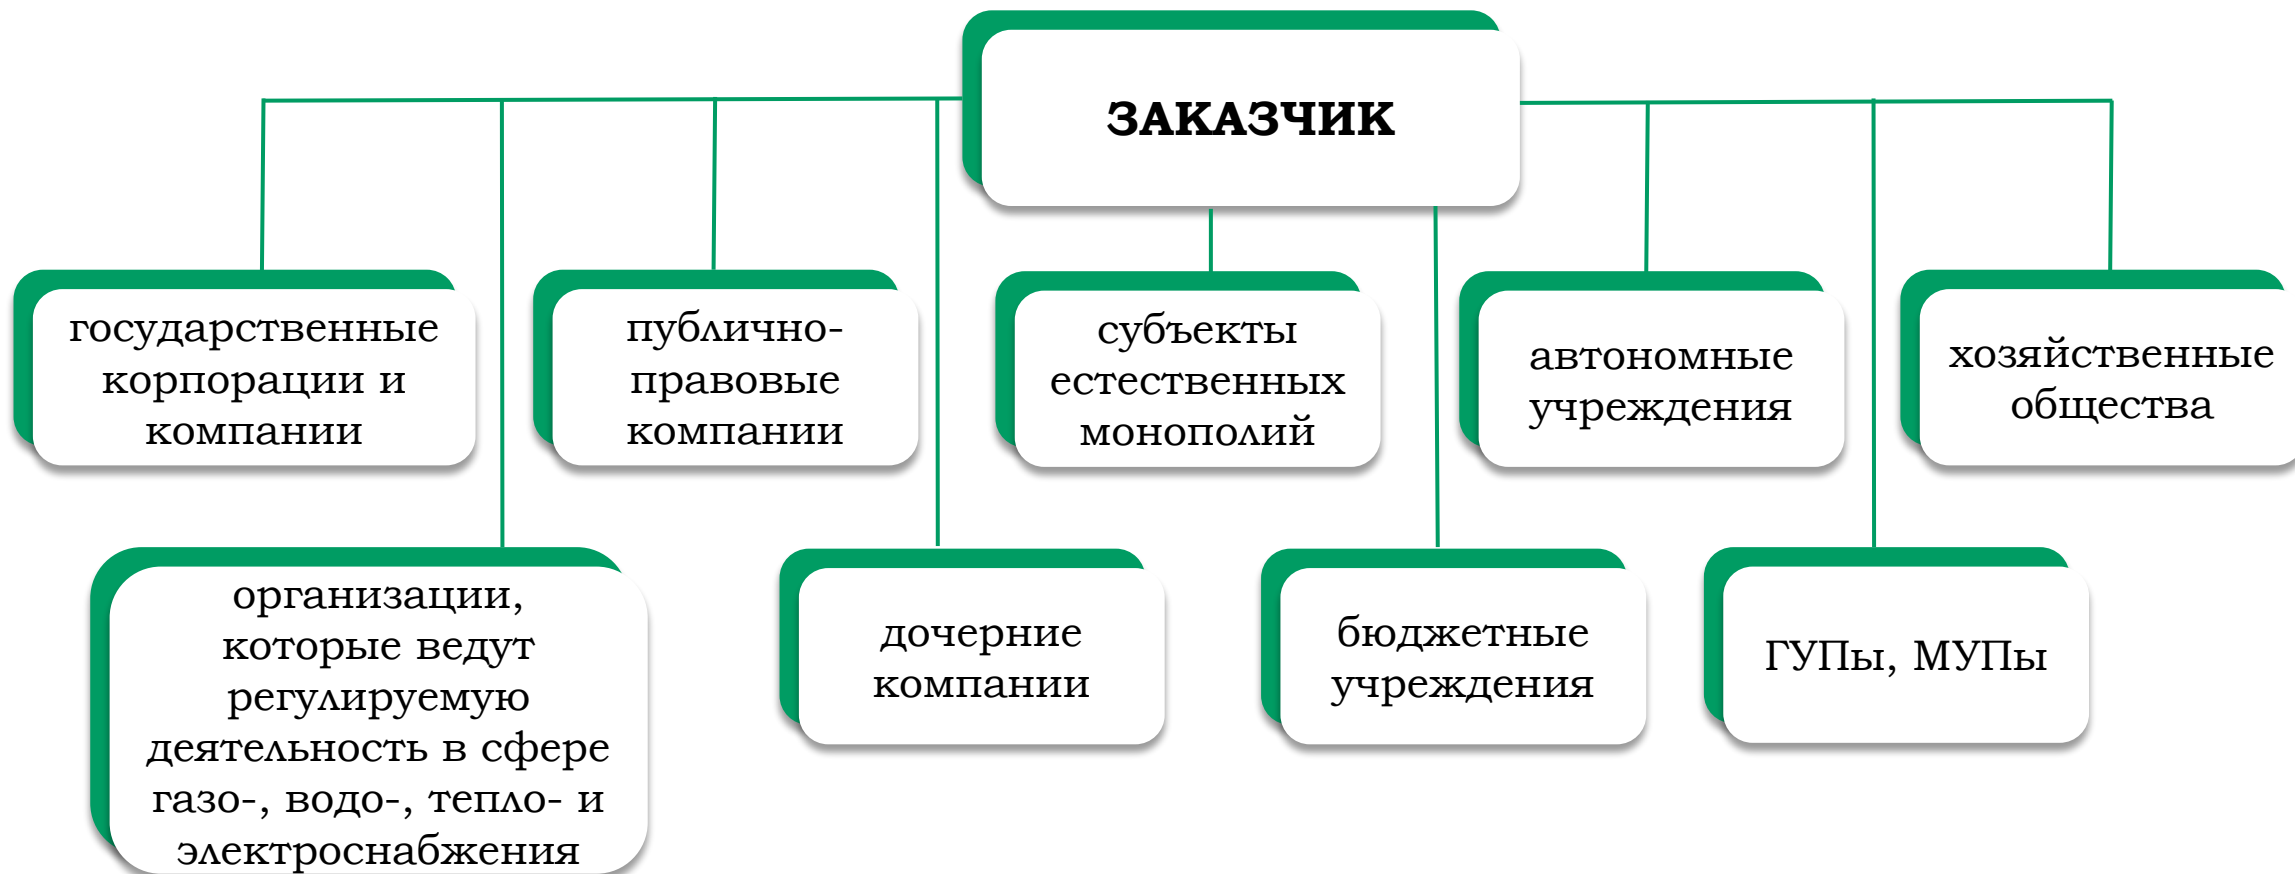 ЗАКАЗЧИК
государственные
корпорации и
компании
публично-
правовые
компании
субъекты
естественных
монополий
автономные
учреждения
хозяйственные
общества
организации,
которые ведут
регулируемую
деятельность в сфере
газо-, водо-, тепло- и
электроснабжения
дочерние
компании
бюджетные
учреждения
ГУПы, МУПы